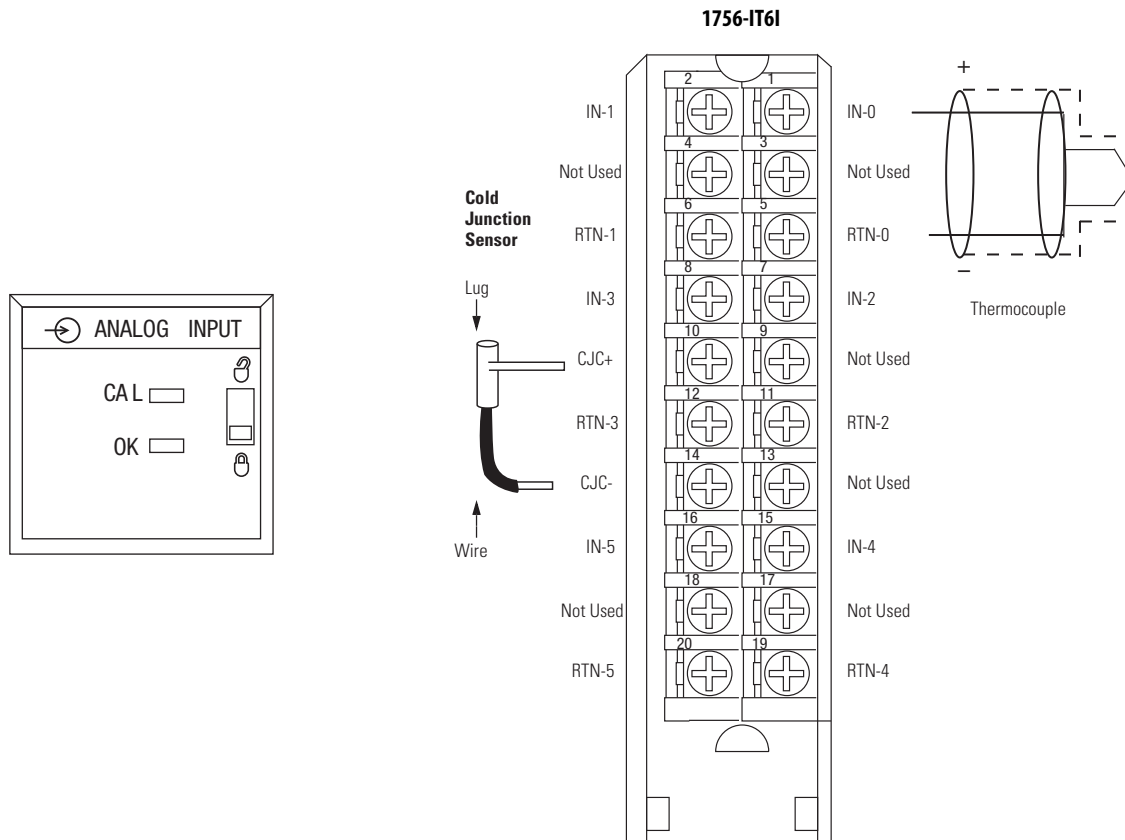 1756-IT6I
+
2 1
IN-1 IN-0
4 3
Not Used Not Used
Cold
Junction
Sensor
6 5
RTN-1 RTN-0
−
8 7
Lug
IN-3 IN-2
Thermocouple
ANALOG INPUT
10 9
CJC+ Not Used
CAL
12 11
RTN-3 RTN-2
OK
14 13
CJC- Not Used
16 15
Wire
IN-5 IN-4
18 17
Not Used Not Used
20 19
RTN-5 RTN-4